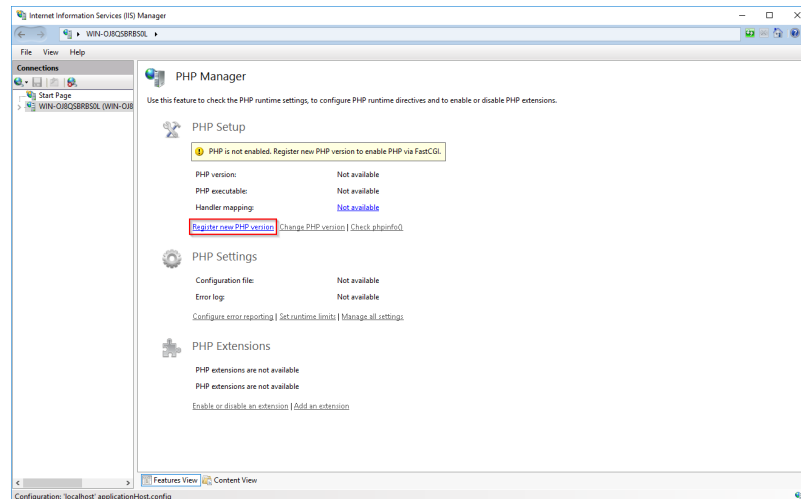 Internet Information Services (IIS) Manager
WIN-OJ8QSBRBS0L
File View Help
Connections
Start Page
WIN-OJ8QSBRBS0L (WIN-OJ8
PHP Manager
Use this feature to check the PHP runtime settings, to configure PHP runtime directives and to enable or disable PHP extensions.
PHP Setup
PHP is not enabled. Register new PHP version to enable PHP via FastCGI.
PHP version: Not available
PHP executable: Not available
Handler mapping: Not available
Register new PHP version | Change PHP version | Check phpinfo()
PHP Settings
Configuration file: Not available
Error log: Not available
Configure error reporting | Set runtime limits | Manage all settings
PHP Extensions
PHP extensions are not available
PHP extensions are not available
Enable or disable an extension | Add an extension
Features View Content View
Configuration: 'localhost' applicationHost.config